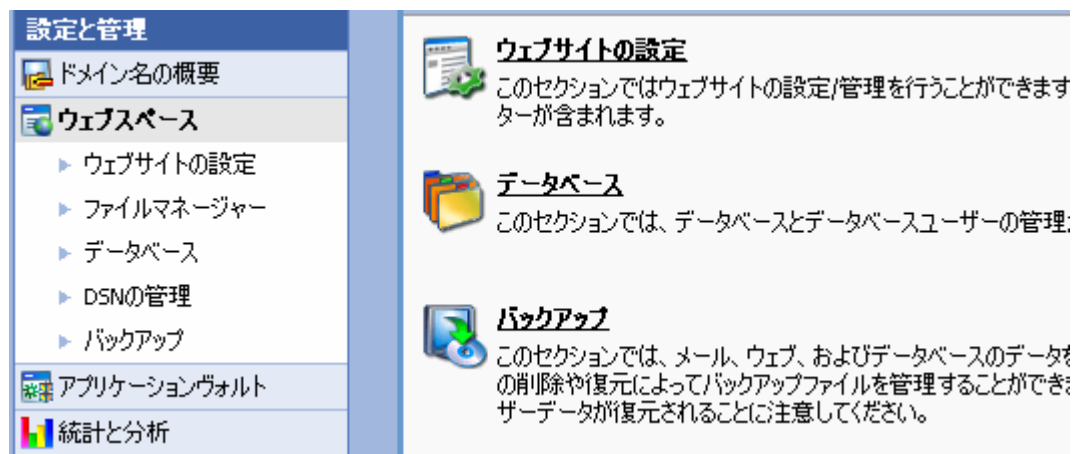 設定と管理
ドメイン名の概要
ウェブスペース
ウェブサイトの設定
ファイルマネージャー
データベース
DSNの管理
バックアップ
アプリケーションヴォルト
統計と分析
ウェブサイトの設定
このセクションではウェブサイトの設定/管理を行うことができます
ターが含まれます。
データベース
このセクションでは、データベースとデータベースユーザーの管理
バックアップ
このセクションでは、メール、ウェブ、およびデータベースのデータを
の削除や復元によってバックアップファイルを管理することができま
ザーデータが復元されることに注意してください。